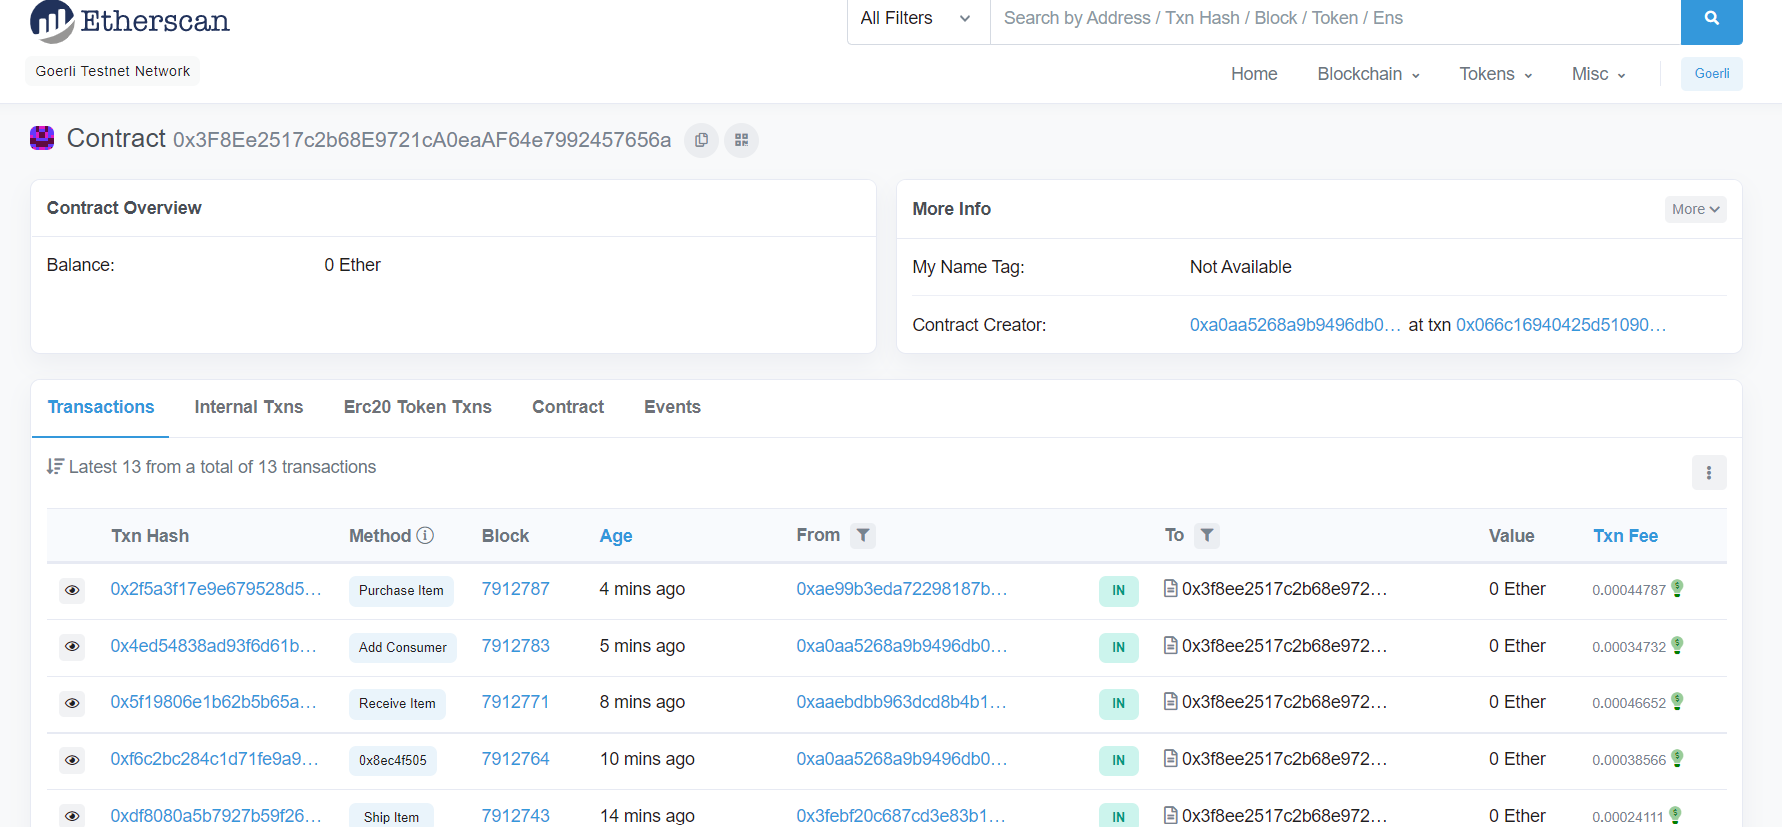 Etherscan
All Filters
Search by Address / Txn Hash / Block / Token / Ens
Goerli Testnet Network
Home Blockchain Tokens Misc Goerli
Contract 0x3F8Ee2517c2b68E9721cA0eaAF64e7992457656a
Contract Overview
Balance: 0 Ether
More Info More
My Name Tag: Not Available
Contract Creator: 0xa0aa5268a9b9496db0... at txn 0x066c16940425d51090...
Transactions Internal Txns Erc20 Token Txns Contract Events
Latest 13 from a total of 13 transactions
Txn Hash Method Block Age From To Value Txn Fee
0x2f5a3f17e9e679528d5... Purchase Item 7912787 4 mins ago 0xae99b3eda72298187b... IN 0x3f8ee2517c2b68e972... 0 Ether 0.00044787
0x4ed54838ad93f6d61b... Add Consumer 7912783 5 mins ago 0xa0aa5268a9b9496db0... IN 0x3f8ee2517c2b68e972... 0 Ether 0.00034732
0x5f19806e1b62b5b65a... Receive Item 7912771 8 mins ago 0xaaebdbb963dcd8b4b1... IN 0x3f8ee2517c2b68e972... 0 Ether 0.00046652
0xf6c2bc284c1d71fe9a9... 0x8ec4f505 7912764 10 mins ago 0xa0aa5268a9b9496db0... IN 0x3f8ee2517c2b68e972... 0 Ether 0.00038566
0xdf8080a5b7927b59f26... Ship Item 7912743 14 mins ago 0x3febf20c687cd3e83b1... IN 0x3f8ee2517c2b68e972... 0 Ether 0.00024111